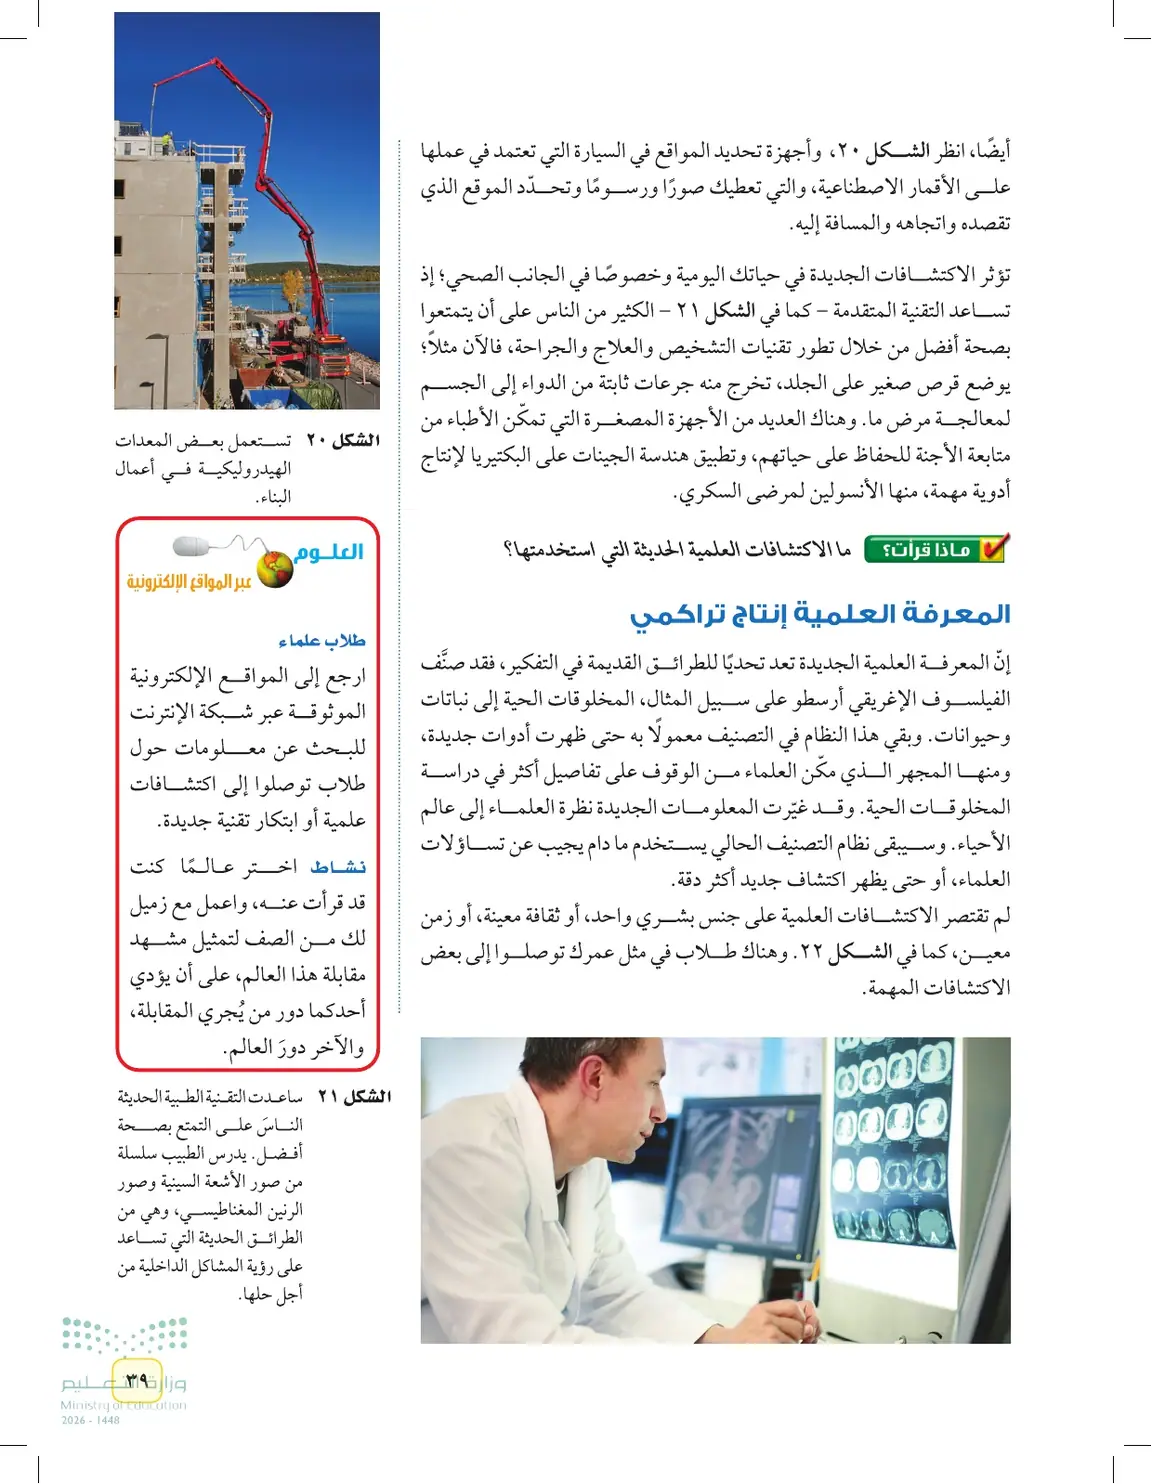 أيضًا، انظر الشكل ٢٠، وأجهزة تحديد المواقع في السيارة التي تعتمد في عملها
على الأقمار الاصطناعية، والتي تعطيك صورًا ورسومًا وتحدّد الموقع الذي
تقصده واتجاهه والمسافة إليه.
تؤثر الاكتشافات الجديدة في حياتك اليومية وخصوصًا في الجانب الصحي؛ إذ
تساعد التقنية المتقدمة – كما في الشكل ٢١ – الكثير من الناس على أن يتمتعوا
بصحة أفضل من خلال تطور تقنيات التشخيص والعلاج والجراحة، فالآن مثلاً؛
يوضع قرص صغير على الجلد، تخرج منه جرعات ثابتة من الدواء إلى الجسم
لمعالجة مرض ما. وهناك العديد من الأجهزة المصغرة التي تمكّن الأطباء من
متابعة الأجنة للحفاظ على حياتهم، وتطبيق هندسة الجينات على البكتيريا لإنتاج
أدوية مهمة، منها الأنسولين لمرضى السكري.
ماذا قرأت؟ ما الاكتشافات العلمية الحديثة التي استخدمتها؟
المعرفة العلمية إنتاج تراكمي
إنّ المعرفة العلمية الجديدة تعد تحديًا للطرائق القديمة في التفكير، فقد صنَّف
الفيلسوف الإغريقي أرسطو على سبيل المثال، المخلوقات الحية إلى نباتات
وحيوانات. وبقي هذا النظام في التصنيف معمولًا به حتى ظهرت أدوات جديدة،
ومنها المجهر الذي مكّن العلماء من الوقوف على تفاصيل أكثر في دراسة
المخلوقات الحية. وقد غيّرت المعلومات الجديدة نظرة العلماء إلى عالم
الأحياء. وسيبقى نظام التصنيف الحالي يستخدم ما دام يجيب عن تساؤلات
العلماء، أو حتى يظهر اكتشاف جديد أكثر دقة.
لم تقتصر الاكتشافات العلمية على جنس بشري واحد، أو ثقافة معينة، أو زمن
معين، كما في الشكل ٢٢. وهناك طلاب في مثل عمرك توصلوا إلى بعض
الاكتشافات المهمة.
الشكل ٢٠ تستعمل بعض المعدات
الهيدروليكية في أعمال
البناء.
العلوم
عبر المواقع الإلكترونية
طلاب علماء
ارجع إلى المواقع الإلكترونية
الموثوقة عبر شبكة الإنترنت
للبحث عن معلومات حول
طلاب توصلوا إلى اكتشافات
علمية أو ابتكار تقنية جديدة.
نشاط اختر عالمًا كنت
قد قرأت عنه، واعمل مع زميل
لك من الصف لتمثيل مشهد
مقابلة هذا العالم، على أن يؤدي
أحدكما دور من يُجري المقابلة،
والآخر دورَ العالم.
الشكل ٢١ ساعدت التقنية الطبية الحديثة
الناسَ على التمتع بصحة
أفضل. يدرس الطبيب سلسلة
من صور الأشعة السينية وصور
الرنين المغناطيسي، وهي من
الطرائق الحديثة التي تساعد
على رؤية المشاكل الداخلية من
أجل حلها.
وزارة التعليم
٣٩
Ministry of Education
2026 - 1448